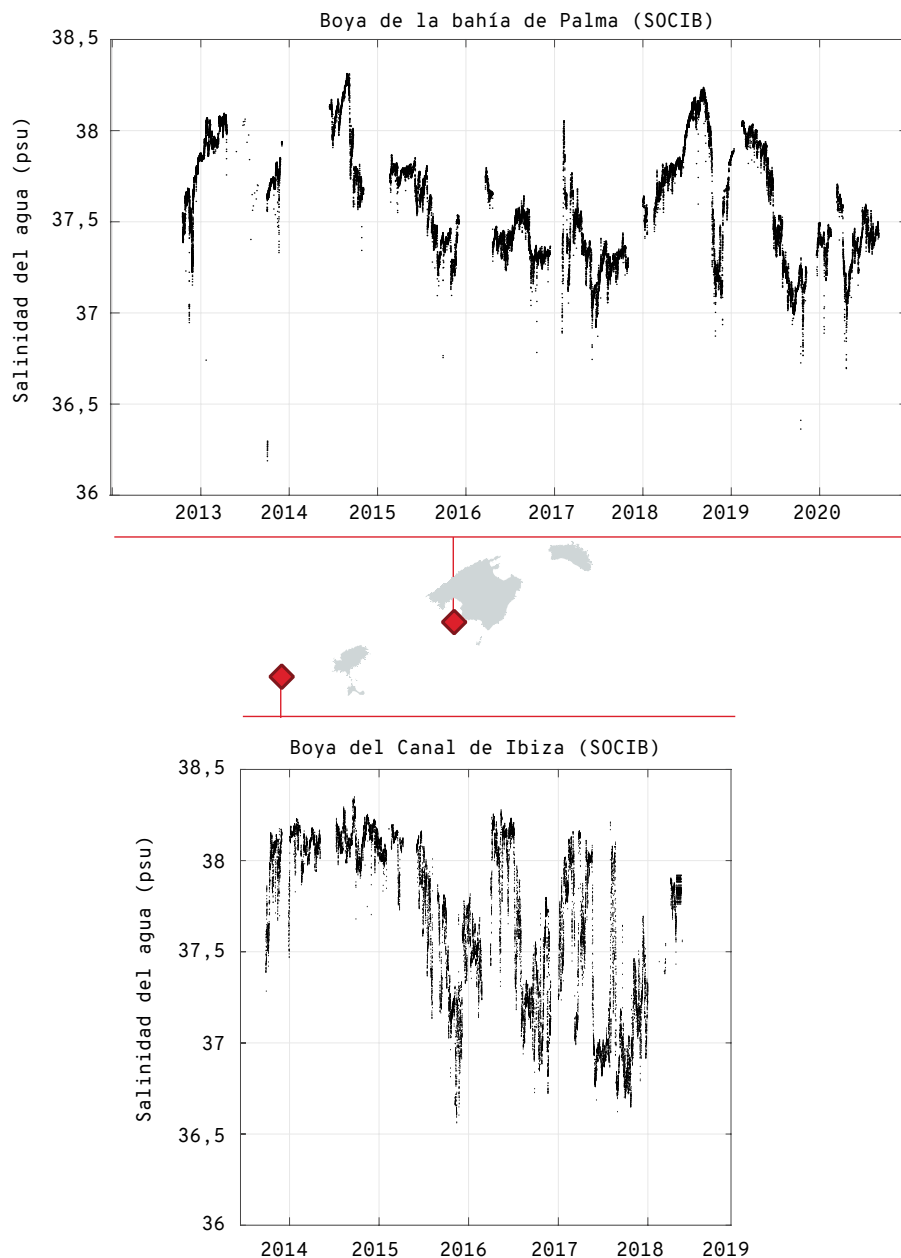 Boya de la bahía de Palma (SOCIB)
38,5
38
37,5
37
36,5
36
Salinidad del agua (psu)
2013 2014 2015 2016 2017 2018 2019 2020
Boya del Canal de Ibiza (SOCIB)
38,5
38
37,5
37
36,5
36
Salinidad del agua (psu)
2014 2015 2016 2017 2018 2019